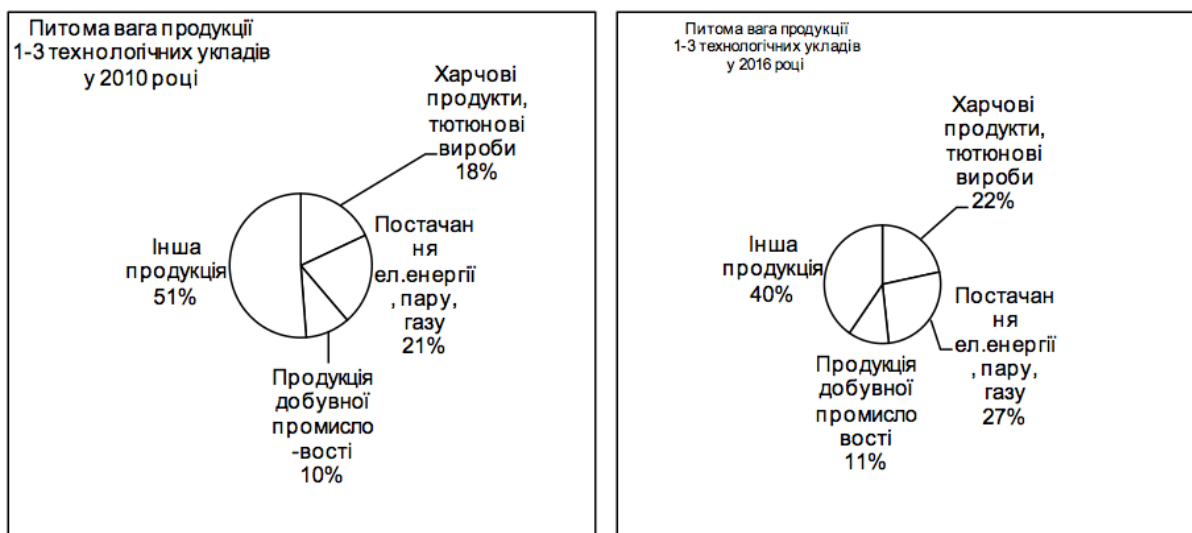 Питома вага продукції
1-3 технологічних укладів
у 2010 році
Харчові
продукти,
тютюнові
вироби
18%
Постачан
ня
ел.енергії
, пару,
газу
21%
Продукція
добувної
промисло
-вості
10%
Інша
продукція
51%
Питома вага продукції
1-3 технологічних укладів
у 2016 році
Харчові
продукти,
тютюнові
вироби
22%
Постачан
ня
ел.енергії
, пару,
газу
27%
Продукція
добувної
промисло
вості
11%
Інша
продукція
40%